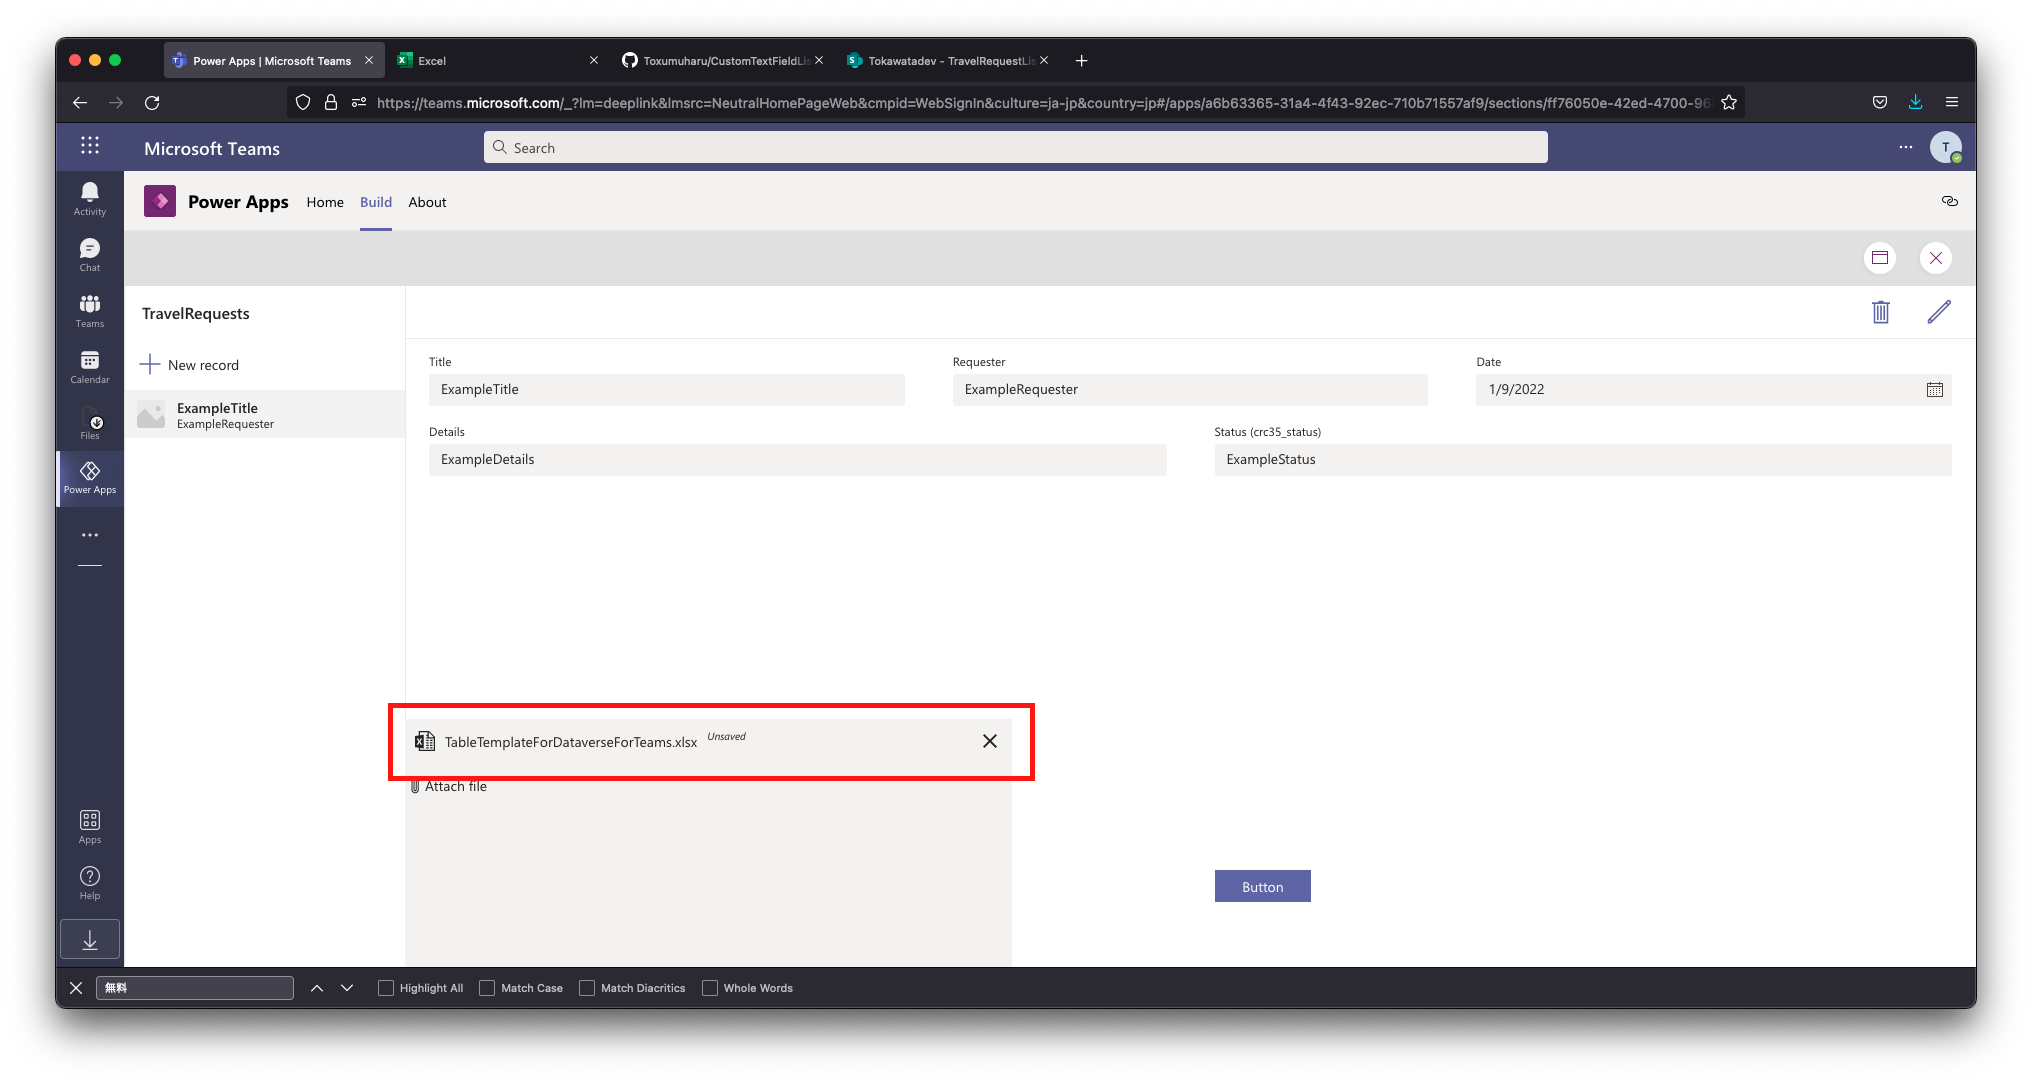 Power Apps | Microsoft Teams
Excel
Toxumuharu/CustomTextFieldLis
Tokawatadev - TravelRequestLis
https://teams.microsoft.com/_?lm=deeplink&lmsrc=NeutralHomePageWeb&cmpid=WebSignIn&culture=ja-jp&country=jp#/apps/a6b63365-31a4-4f43-92ec-710b71557af9/sections/ff76050e-42ed-4700-96
Microsoft Teams
Search
T
Activity
Chat
Teams
Calendar
Files
Power Apps
Apps
Help
Power Apps
Home
Build
About
TravelRequests
New record
ExampleTitle
ExampleRequester
Title
ExampleTitle
Requester
ExampleRequester
Date
1/9/2022
Details
ExampleDetails
Status (crc35_status)
ExampleStatus
TableTemplateForDataverseForTeams.xlsx Unsaved
Attach file
Button
無料
Highlight All
Match Case
Match Diacritics
Whole Words